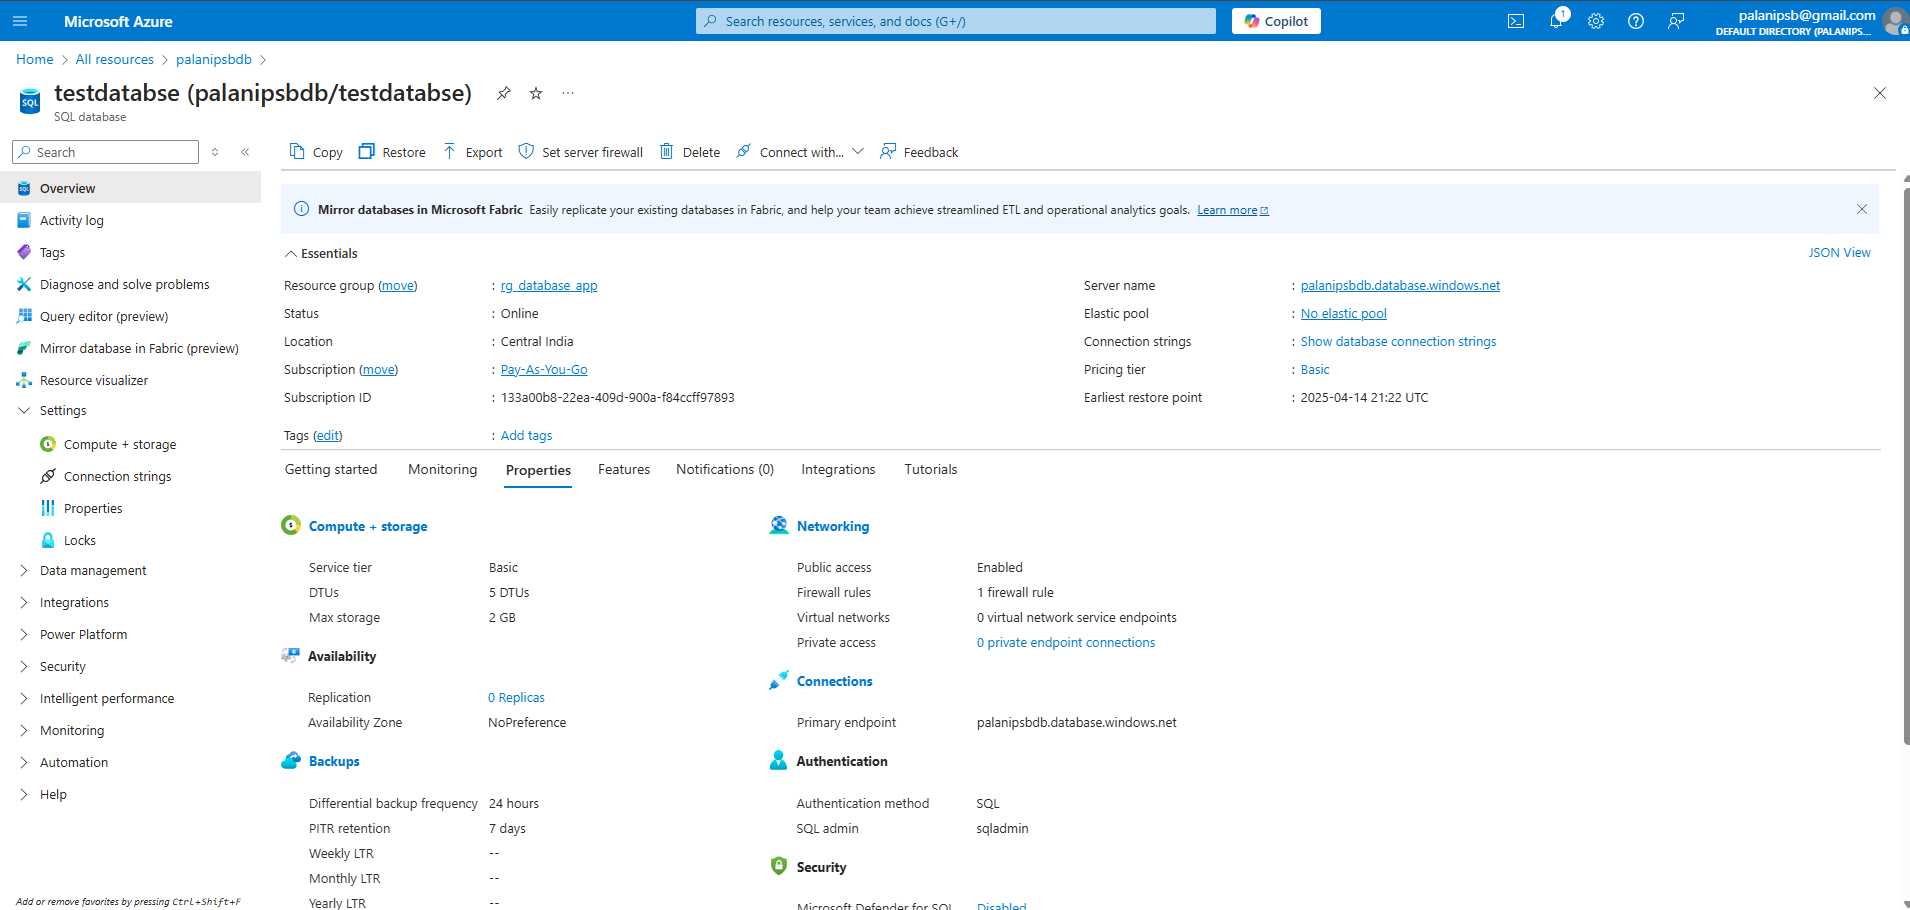 Microsoft Azure
Search resources, services, and docs (G+/)
Copilot
1
palanipsb@gmail.com
DEFAULT DIRECTORY (PALANIPS...
Home > All resources > palanipsbdb >
SQL
testdatabse (palanipsbdb/testdatabse)
...
SQL database
Search
Copy
Restore
Export
Set server firewall
Delete
Connect with...
Feedback
Overview
Activity log
Tags
Diagnose and solve problems
Query editor (preview)
Mirror database in Fabric (preview)
Resource visualizer
Settings
Compute + storage
Connection strings
Properties
Locks
Data management
Integrations
Power Platform
Security
Intelligent performance
Monitoring
Automation
Help
Add or remove favorites by pressing Ctrl+Shift+F
Mirror databases in Microsoft Fabric Easily replicate your existing databases in Fabric, and help your team achieve streamlined ETL and operational analytics goals. Learn more
Essentials
JSON View
Resource group (move) : rg_database_app
Status : Online
Location : Central India
Subscription (move) : Pay-As-You-Go
Subscription ID : 133a00b8-22ea-409d-900a-f84ccff97893
Tags (edit) : Add tags
Server name : palanipsbdb.database.windows.net
Elastic pool : No elastic pool
Connection strings : Show database connection strings
Pricing tier : Basic
Earliest restore point : 2025-04-14 21:22 UTC
Getting started
Monitoring
Properties
Features
Notifications (0)
Integrations
Tutorials
Compute + storage
Service tier Basic
DTUs 5 DTUs
Max storage 2 GB
Availability
Replication 0 Replicas
Availability Zone NoPreference
Backups
Differential backup frequency 24 hours
PITR retention 7 days
Weekly LTR --
Monthly LTR --
Yearly LTR --
Networking
Public access Enabled
Firewall rules 1 firewall rule
Virtual networks 0 virtual network service endpoints
Private access 0 private endpoint connections
Connections
Primary endpoint palanipsbdb.database.windows.net
Authentication
Authentication method SQL
SQL admin sqladmin
Security
Microsoft Defender for SQL Disabled